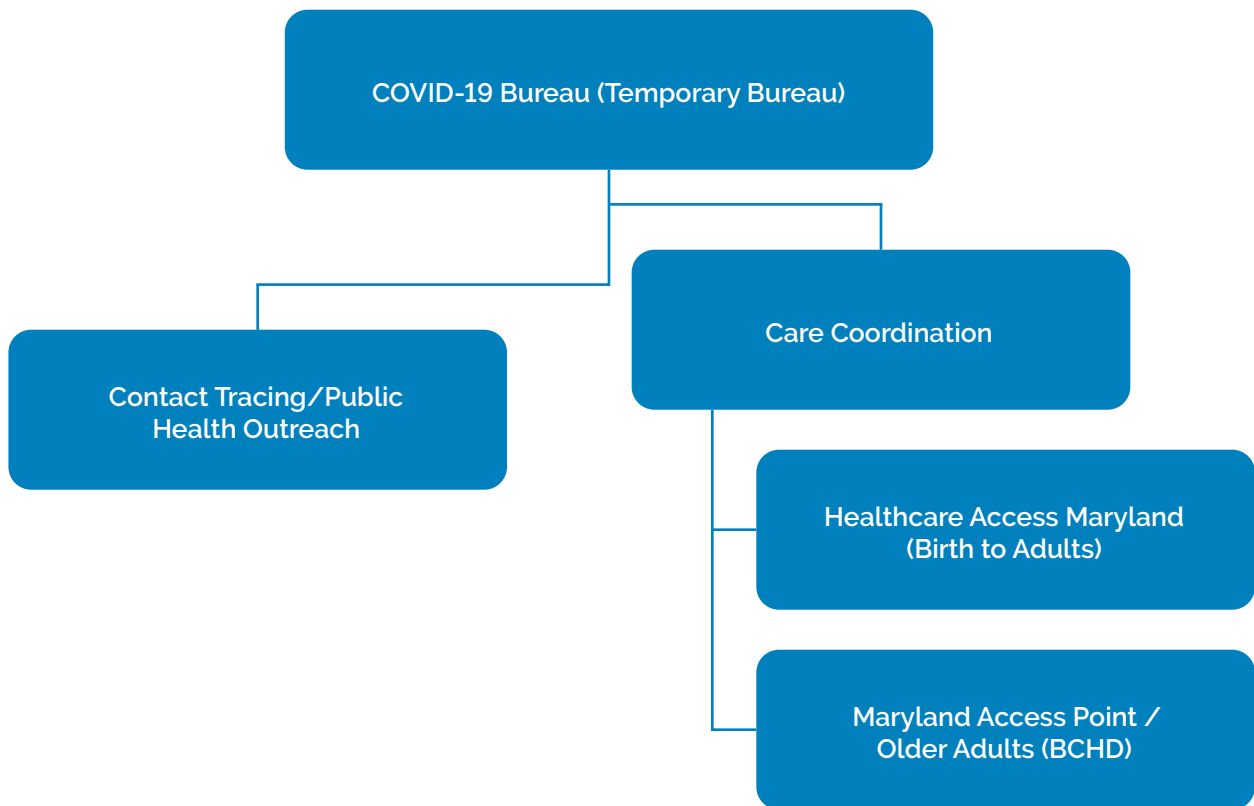 COVID-19 Bureau (Temporary Bureau)
Care Coordination
Contact Tracing/Public
Health Outreach
Healthcare Access Maryland
(Birth to Adults)
Maryland Access Point /
Older Adults (BCHD)